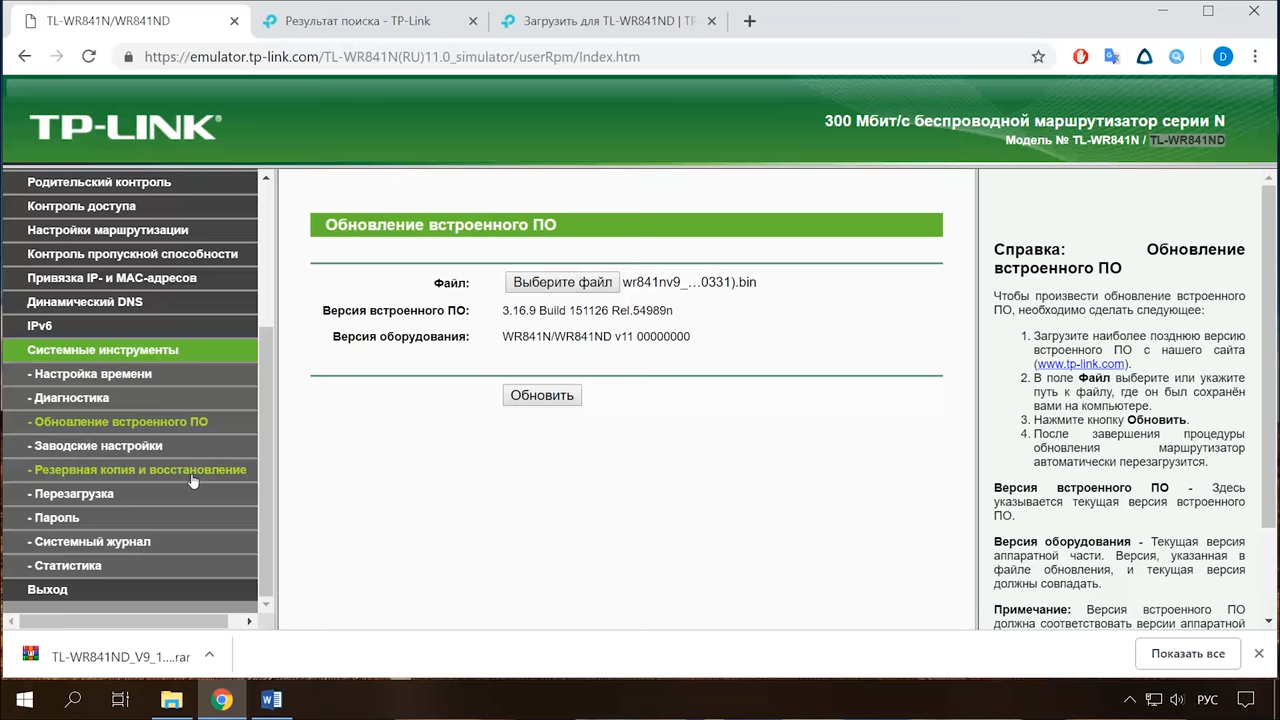 TL-WR841N/WR841ND
Результат поиска - TP-Link
Загрузить для TL-WR841ND | TP
https://emulator.tp-link.com/TL-WR841N(RU)11.0_simulator/userRpm/Index.htm
D
TP-LINK®
300 Мбит/с беспроводной маршрутизатор серии N
Модель № TL-WR841N / TL-WR841ND
Родительский контроль
Контроль доступа
Настройки маршрутизации
Контроль пропускной способности
Привязка IP- и MAC-адресов
Динамический DNS
IPv6
Системные инструменты
- Настройка времени
- Диагностика
- Обновление встроенного ПО
- Заводские настройки
- Резервная копия и восстановление
- Перезагрузка
- Пароль
- Системный журнал
- Статистика
Выход
Обновление встроенного ПО
Файл: Выберите файл wr841nv9_...0331).bin
Версия встроенного ПО: 3.16.9 Build 151126 Rel.54989n
Версия оборудования: WR841N/WR841ND v11 00000000
Обновить
Справка: Обновление
встроенного ПО
Чтобы произвести обновление встроенного
ПО, необходимо сделать следующее:
1. Загрузите наиболее позднюю версию
встроенного ПО с нашего сайта
(www.tp-link.com).
2. В поле Файл выберите или укажите
путь к файлу, где он был сохранён
вами на компьютере.
3. Нажмите кнопку Обновить.
4. После завершения процедуры
обновления маршрутизатор
автоматически перезагрузится.
Версия встроенного ПО - Здесь
указывается текущая версия встроенного
ПО.
Версия оборудования - Текущая версия
аппаратной части. Версия, указанная в
файле обновления, и текущая версия
должны совпадать.
Примечание: Версия встроенного ПО
должна соответствовать версии аппаратной
TL-WR841ND_V9_1....rar
Показать все
РУС